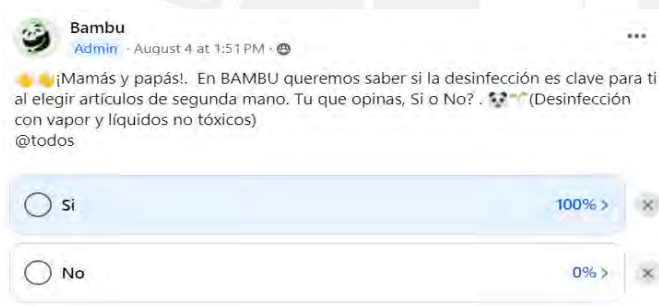 Bambu
Admin · August 4 at 1:51 PM ·
👋👋¡Mamás y papás!. En BAMBU queremos saber si la desinfección es clave para ti
al elegir artículos de segunda mano. Tu que opinas, Si o No? . 🐼🌱(Desinfección
con vapor y líquidos no tóxicos)
@todos
Si 100% >
No 0% >